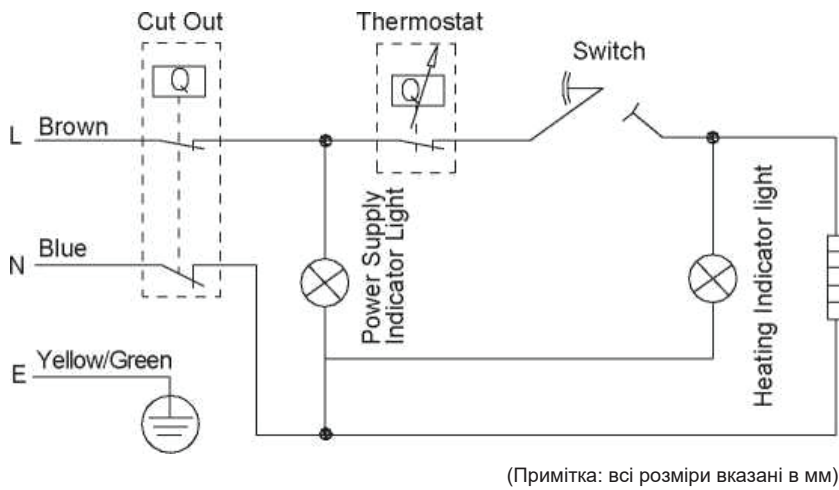 Cut Out
Thermostat
Switch
Q
Q
L Brown
N Blue
E Yellow/Green
Power Supply
Indicator Light
Heating Indicator light
(Примітка: всі розміри вказані в мм)